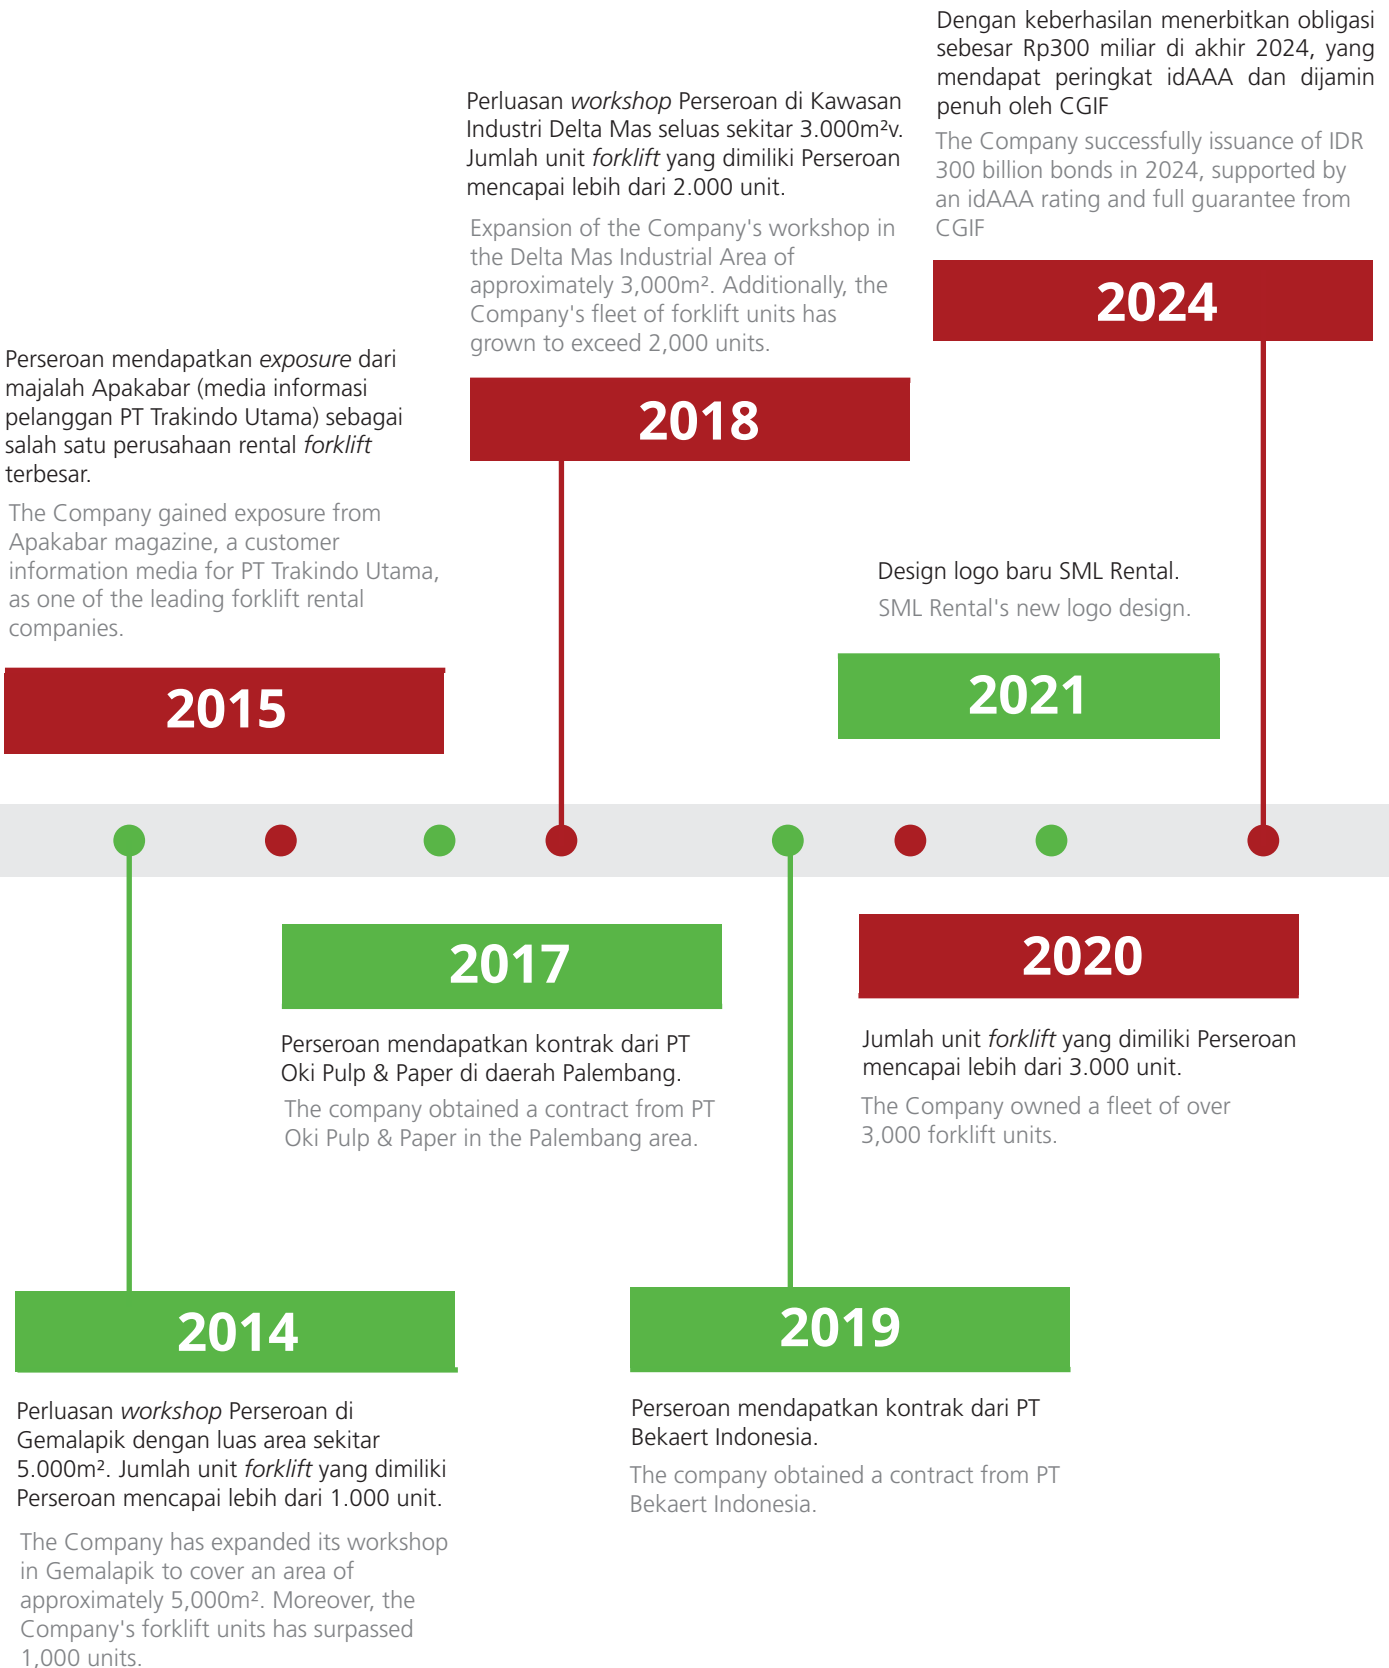 Dengan keberhasilan menerbitkan obligasi
sebesar Rp300 miliar di akhir 2024, yang
mendapat peringkat idAAA dan dijamin
penuh oleh CGIF
The Company successfully issuance of IDR
300 billion bonds in 2024, supported by
an idAAA rating and full guarantee from
CGIF
2024
Perluasan workshop Perseroan di Kawasan
Industri Delta Mas seluas sekitar 3.000m²v.
Jumlah unit forklift yang dimiliki Perseroan
mencapai lebih dari 2.000 unit.
Expansion of the Company's workshop in
the Delta Mas Industrial Area of
approximately 3,000m². Additionally, the
Company's fleet of forklift units has
grown to exceed 2,000 units.
2018
Perseroan mendapatkan exposure dari
majalah Apakabar (media informasi
pelanggan PT Trakindo Utama) sebagai
salah satu perusahaan rental forklift
terbesar.
The Company gained exposure from
Apakabar magazine, a customer
information media for PT Trakindo Utama,
as one of the leading forklift rental
companies.
2015
Design logo baru SML Rental.
SML Rental's new logo design.
2021
2017
Perseroan mendapatkan kontrak dari PT
Oki Pulp & Paper di daerah Palembang.
The company obtained a contract from PT
Oki Pulp & Paper in the Palembang area.
2020
Jumlah unit forklift yang dimiliki Perseroan
mencapai lebih dari 3.000 unit.
The Company owned a fleet of over
3,000 forklift units.
2014
Perluasan workshop Perseroan di
Gemalapik dengan luas area sekitar
5.000m². Jumlah unit forklift yang dimiliki
Perseroan mencapai lebih dari 1.000 unit.
The Company has expanded its workshop
in Gemalapik to cover an area of
approximately 5,000m². Moreover, the
Company's forklift units has surpassed
1,000 units.
2019
Perseroan mendapatkan kontrak dari PT
Bekaert Indonesia.
The company obtained a contract from PT
Bekaert Indonesia.